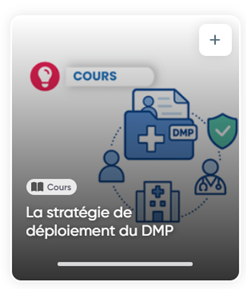 COURS
DMP
Cours
La stratégie de
déploiement du DMP